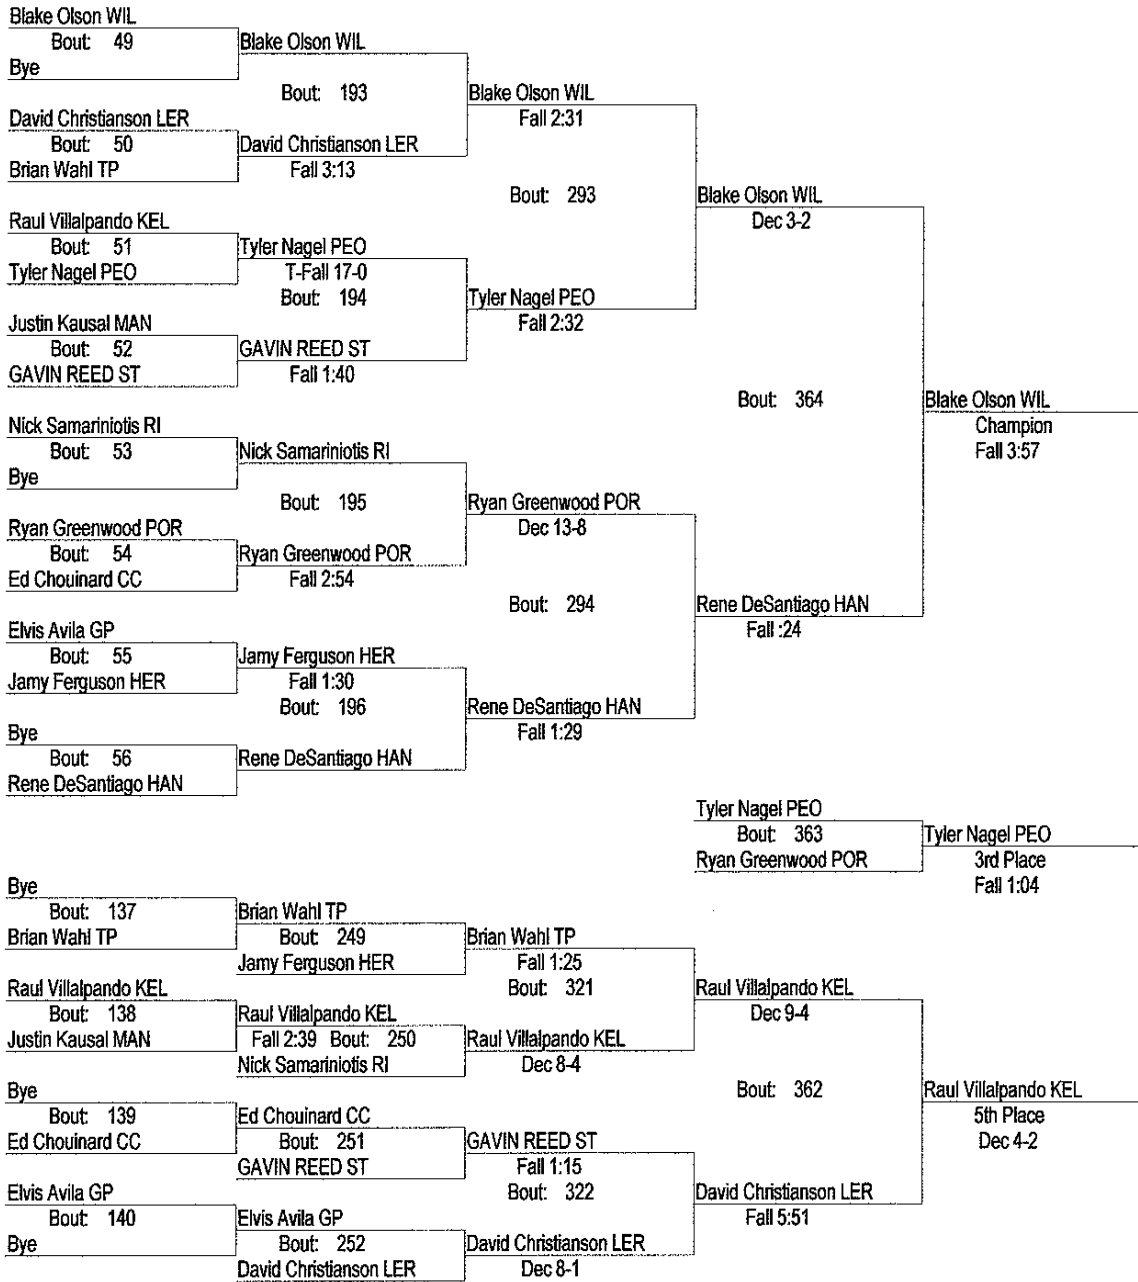 Blake Olson WIL
Bout: 49
Blake Olson WIL
Bye
Bout: 193
Blake Olson WIL
David Christianson LER
Fall 2:31
Bout: 50
David Christianson LER
Brian Wahl TP
Fall 3:13
Bout: 293
Blake Olson WIL
Dec 3-2
Raul Villalpando KEL
Bout: 51
Tyler Nagel PEO
Tyler Nagel PEO
T-Fall 17-0
Bout: 194
Tyler Nagel PEO
Fall 2:32
Justin Kausal MAN
Bout: 52
GAVIN REED ST
GAVIN REED ST
Fall 1:40
Bout: 364
Blake Olson WIL
Champion
Fall 3:57
Nick Samariniotis RI
Bout: 53
Nick Samariniotis RI
Bye
Bout: 195
Ryan Greenwood POR
Dec 13-8
Ryan Greenwood POR
Bout: 54
Ryan Greenwood POR
Ed Chouinard CC
Fall 2:54
Bout: 294
Rene DeSantiago HAN
Fall :24
Elvis Avila GP
Bout: 55
Jamy Ferguson HER
Jamy Ferguson HER
Fall 1:30
Bout: 196
Rene DeSantiago HAN
Fall 1:29
Bye
Bout: 56
Rene DeSantiago HAN
Rene DeSantiago HAN
Tyler Nagel PEO
Bout: 363
Tyler Nagel PEO
Ryan Greenwood POR
3rd Place
Fall 1:04
Bye
Bout: 137
Brian Wahl TP
Brian Wahl TP
Bout: 249
Brian Wahl TP
Jamy Ferguson HER
Fall 1:25
Bout: 321
Raul Villalpando KEL
Dec 9-4
Raul Villalpando KEL
Bout: 138
Raul Villalpando KEL
Justin Kausal MAN
Fall 2:39 Bout: 250
Raul Villalpando KEL
Nick Samariniotis RI
Dec 8-4
Bout: 362
Raul Villalpando KEL
5th Place
Dec 4-2
Bye
Bout: 139
Ed Chouinard CC
Ed Chouinard CC
Bout: 251
GAVIN REED ST
GAVIN REED ST
Fall 1:15
Bout: 322
David Christianson LER
Fall 5:51
Elvis Avila GP
Bout: 140
Elvis Avila GP
Bye
Bout: 252
David Christianson LER
David Christianson LER
Dec 8-1